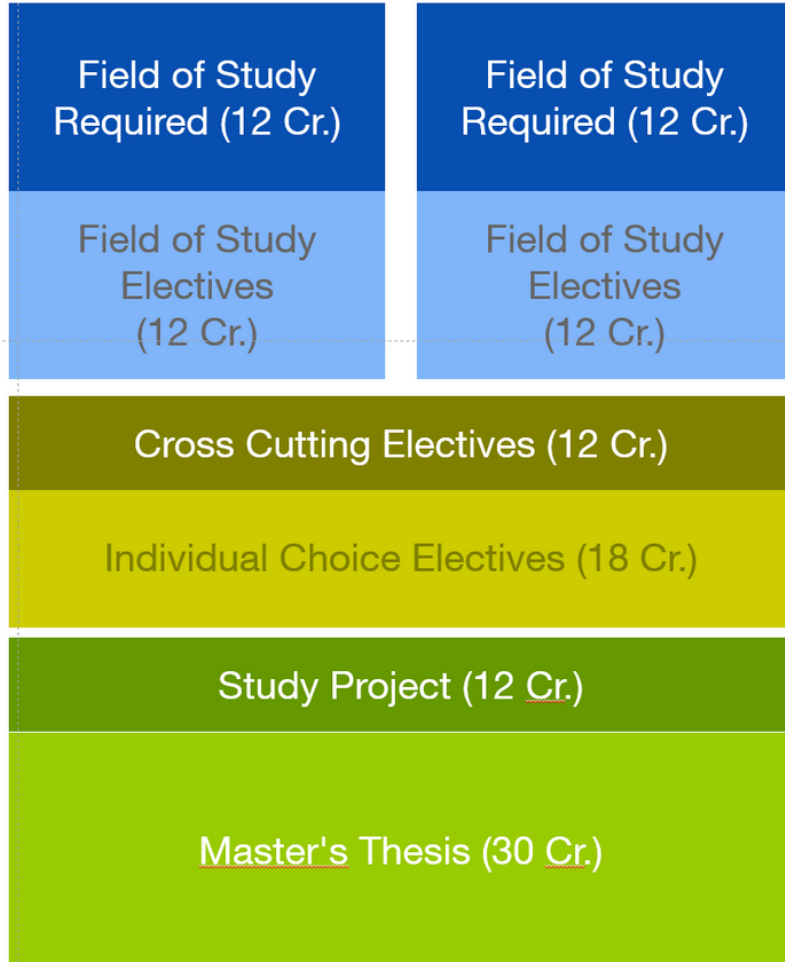 Field of Study
Required (12 Cr.)
Field of Study
Required (12 Cr.)
Field of Study
Electives
(12 Cr.)
Field of Study
Electives
(12 Cr.)
Cross Cutting Electives (12 Cr.)
Individual Choice Electives (18 Cr.)
Study Project (12 Cr.)
Master's Thesis (30 Cr.)